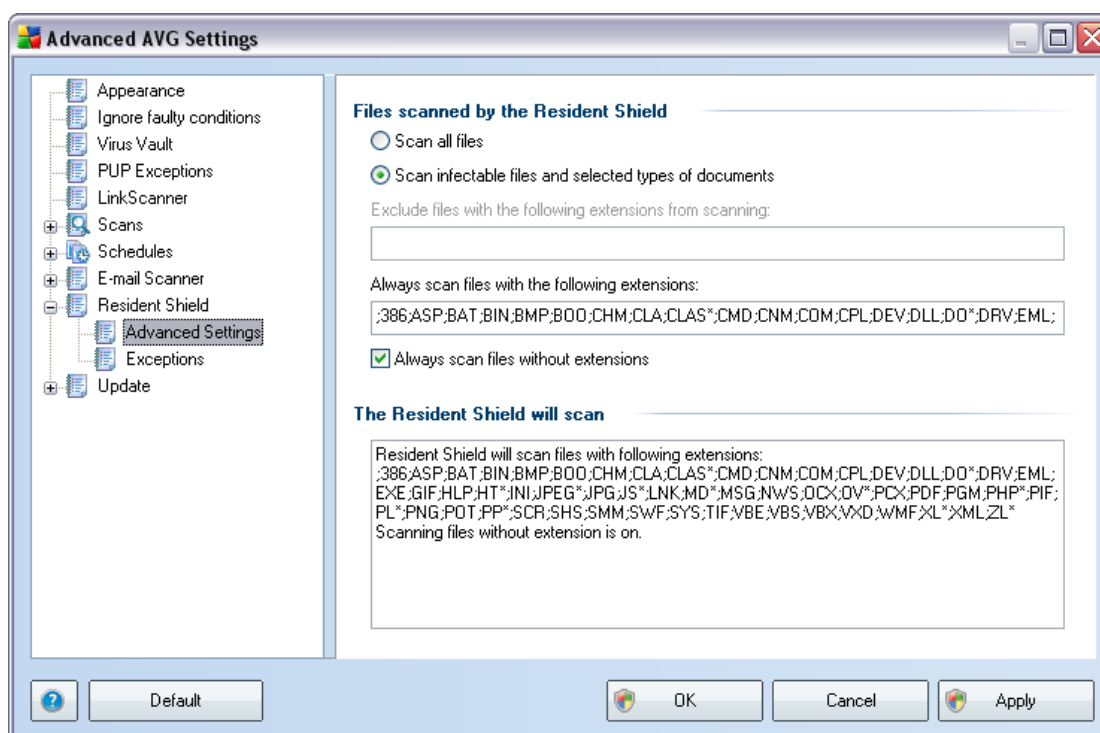 Advanced AVG Settings
Appearance
Ignore faulty conditions
Virus Vault
PUP Exceptions
LinkScanner
Scans
Schedules
E-mail Scanner
Resident Shield
Advanced Settings
Exceptions
Update
Files scanned by the Resident Shield
Scan all files
Scan infectable files and selected types of documents
Exclude files with the following extensions from scanning:
Always scan files with the following extensions:
;386;ASP;BAT;BIN;BMP;BOO;CHM;CLA;CLAS*;CMD;CNM;COM;CPL;DEV;DLL;DO*;DRV;EML;
Always scan files without extensions
The Resident Shield will scan
Resident Shield will scan files with following extensions:
;386;ASP;BAT;BIN;BMP;BOO;CHM;CLA;CLAS*;CMD;CNM;COM;CPL;DEV;DLL;DO*;DRV;EML;
EXE;GIF;HLP;HT*;INI;JPEG*;JPG;JS*;LNK;MD*;MSG;NWS;OCX;OV*;PCX;PDF;PGM;PHP*;PIF;
PL*;PNG;POT;PP*;SCR;SHS;SMM;SWF;SYS;TIF;VBE;VBS;VBX;VXD;WMF;XL*;XML;ZL*
Scanning files without extension is on.
Default
OK
Cancel
Apply